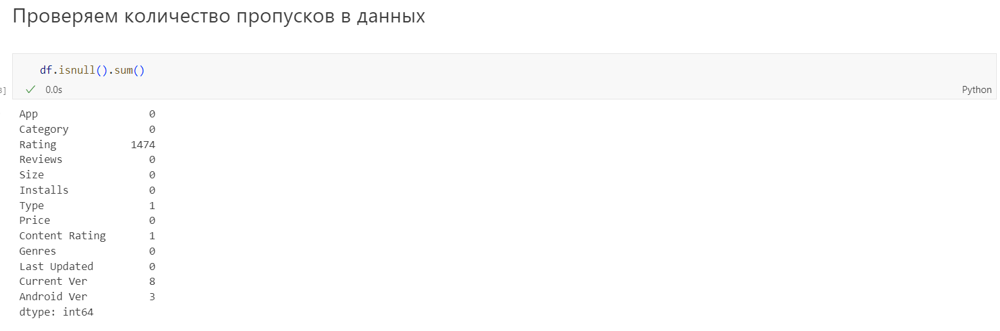 Проверяем количество пропусков в данных
df.isnull().sum()
3]
0.0s
Python
App 0
Category 0
Rating 1474
Reviews 0
Size 0
Installs 0
Type 1
Price 0
Content Rating 1
Genres 0
Last Updated 0
Current Ver 8
Android Ver 3
dtype: int64